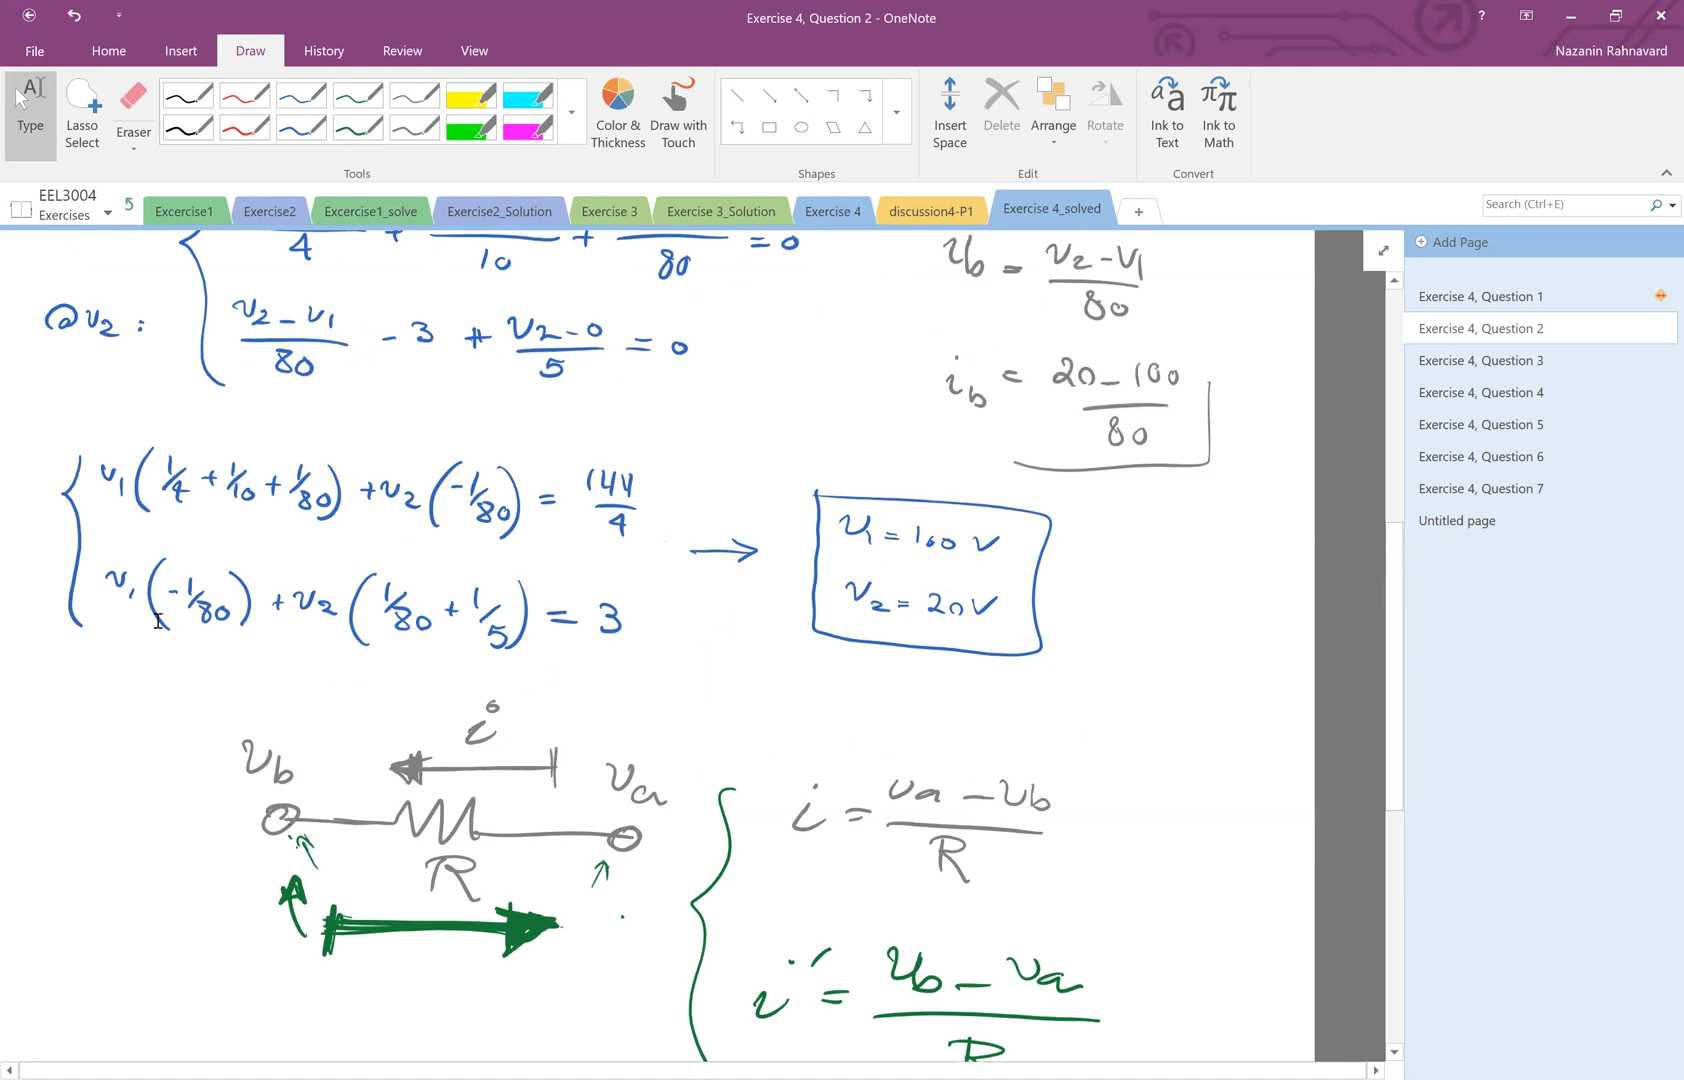 Exercise 4, Question 2 - OneNote
?
File Home Insert Draw History Review View
Nazanin Rahnavard
Type
Lasso Select
Eraser
Color & Thickness
Draw with Touch
Insert Space
Delete
Arrange
Rotate
Ink to Text
Ink to Math
Tools Shapes Edit Convert
EEL3004
Exercises
Excercise1 Exercise2 Excercise1_solve Exercise2_Solution Exercise 3 Exercise 3_Solution Exercise 4 discussion4-P1 Exercise 4_solved +
Search (Ctrl+E)
Add Page
Exercise 4, Question 1
Exercise 4, Question 2
Exercise 4, Question 3
Exercise 4, Question 4
Exercise 4, Question 5
Exercise 4, Question 6
Exercise 4, Question 7
Untitled page
4 + 10 + 80 = 0
@ v2 : (v2 - v1)/80 - 3 + (v2 - 0)/5 = 0
ib = (v2 - v1)/80
ib = (20 - 100)/80
v1 (1/4 + 1/10 + 1/80) + v2 (-1/80) = 144/4
v1 (-1/80) + v2 (1/80 + 1/5) = 3
v1 = 100 V
v2 = 20 V
i
vb
va
R
i = (va - vb)/R
i' = (vb - va)/R